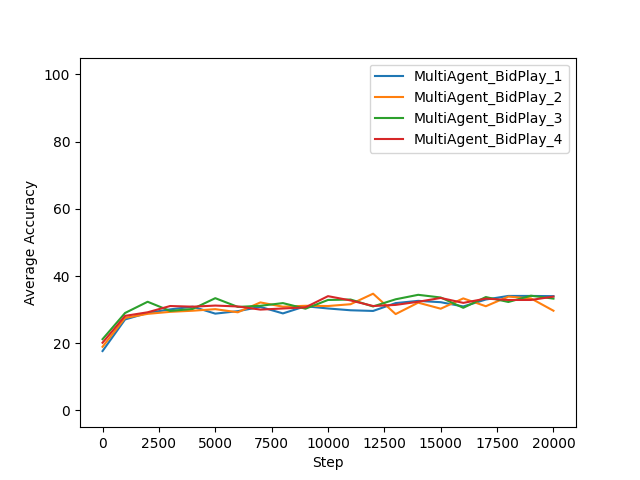 100
80
60
40
20
0
Average Accuracy
MultiAgent_BidPlay_1
MultiAgent_BidPlay_2
MultiAgent_BidPlay_3
MultiAgent_BidPlay_4
0 2500 5000 7500 10000 12500 15000 17500 20000
Step